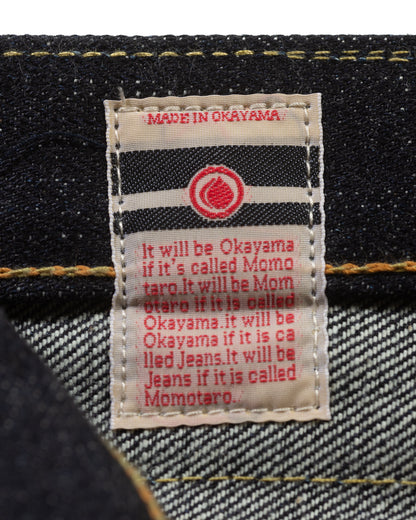 MADE IN OKAYAMA
It will be Okayama
if it's called Momo
taro.It will be Mom
otaro if it is called
Okayama.it will be
Okayama if it is ca
lled Jeans.It will be
Jeans if it is called
Momotaro.